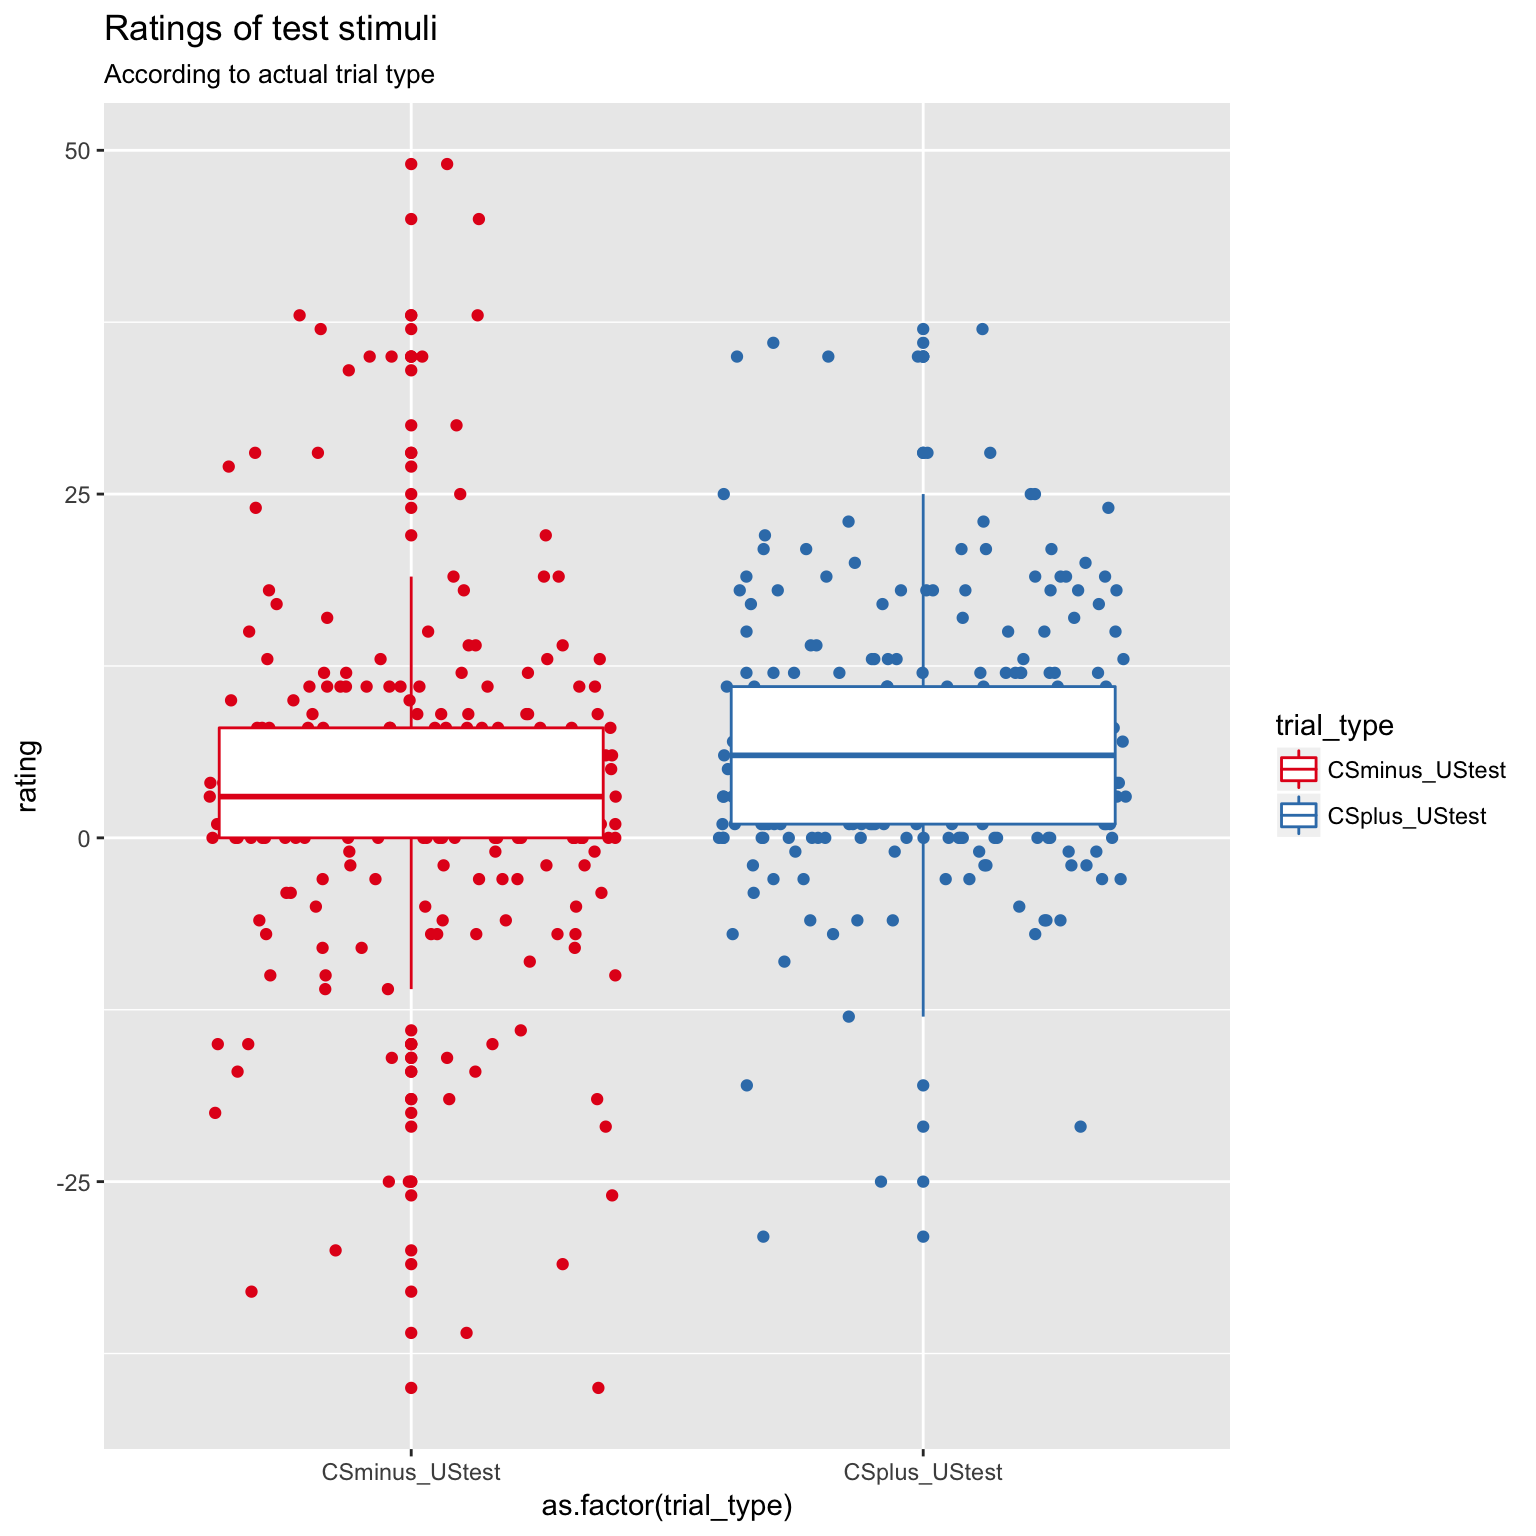 Ratings of test stimuli
According to actual trial type
50
25
0
-25
rating
CSminus_UStest
CSplus_UStest
as.factor(trial_type)
trial_type
CSminus_UStest
CSplus_UStest